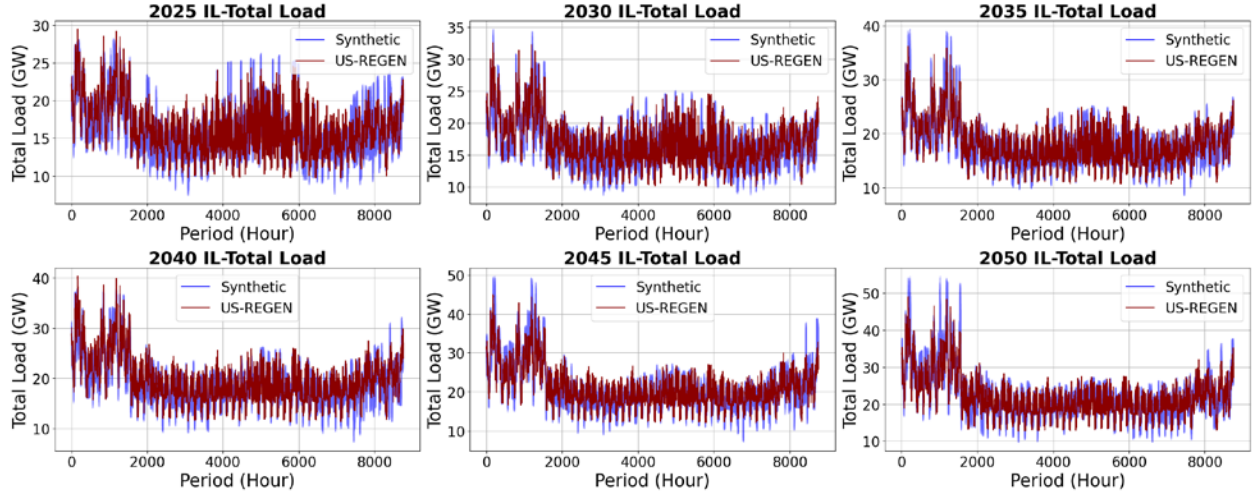 2025 IL-Total Load
Total Load (GW)
30
25
20
15
10
0 2000 4000 6000 8000
Period (Hour)
Synthetic
US-REGEN
2030 IL-Total Load
Total Load (GW)
35
30
25
20
15
10
0 2000 4000 6000 8000
Period (Hour)
Synthetic
US-REGEN
2035 IL-Total Load
Total Load (GW)
40
30
20
10
0 2000 4000 6000 8000
Period (Hour)
Synthetic
US-REGEN
2040 IL-Total Load
Total Load (GW)
40
30
20
10
0 2000 4000 6000 8000
Period (Hour)
Synthetic
US-REGEN
2045 IL-Total Load
Total Load (GW)
50
40
30
20
10
0 2000 4000 6000 8000
Period (Hour)
Synthetic
US-REGEN
2050 IL-Total Load
Total Load (GW)
50
40
30
20
10
0 2000 4000 6000 8000
Period (Hour)
Synthetic
US-REGEN